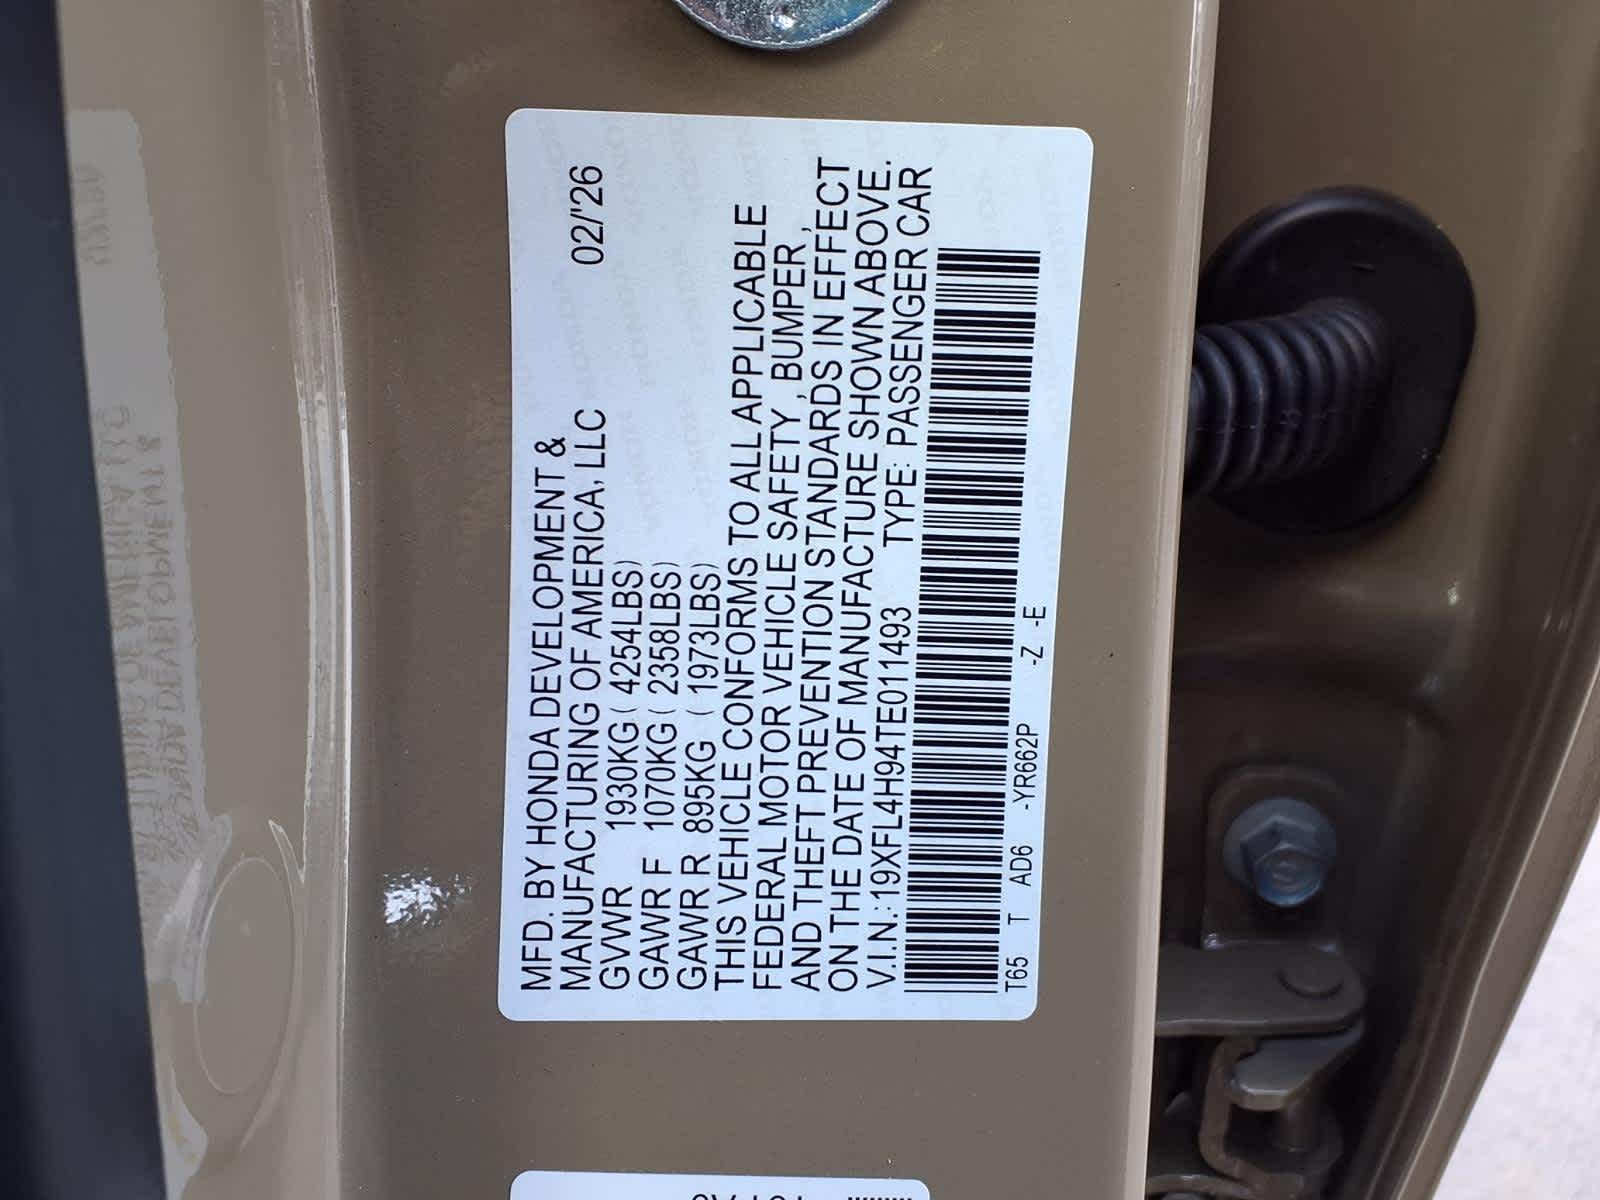 MFD. BY HONDA DEVELOPMENT &
MANUFACTURING OF AMERICA, LLC 02/'26
GVWR 1930KG ( 4254LBS)
GAWR F 1070KG ( 2358LBS)
GAWR R 895KG ( 1973LBS)
THIS VEHICLE CONFORMS TO ALL APPLICABLE
FEDERAL MOTOR VEHICLE SAFETY , BUMPER ,
AND THEFT PREVENTION STANDARDS IN EFFECT
ON THE DATE OF MANUFACTURE SHOWN ABOVE.
V.I.N.: 19XFL4H94TE011493 TYPE: PASSENGER CAR
T65 T AD6 -YR662P -Z -E